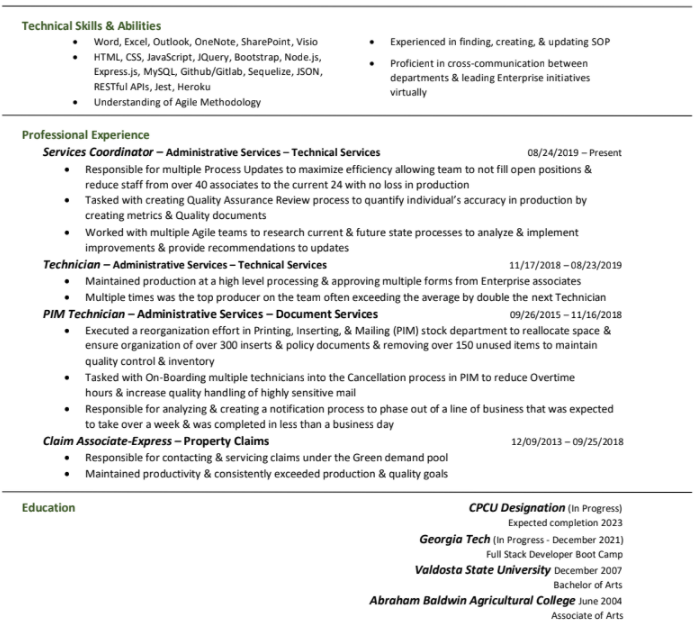 Technical Skills & Abilities
• Word, Excel, Outlook, OneNote, SharePoint, Visio
• HTML, CSS, JavaScript, JQuery, Bootstrap, Node.js,
Express.js, MySQL, Github/Gitlab, Sequelize, JSON,
RESTful APIs, Jest, Heroku
• Understanding of Agile Methodology
• Experienced in finding, creating, & updating SOP
• Proficient in cross-communication between
departments & leading Enterprise initiatives
virtually
Professional Experience
Services Coordinator – Administrative Services – Technical Services 08/24/2019 – Present
• Responsible for multiple Process Updates to maximize efficiency allowing team to not fill open positions &
reduce staff from over 40 associates to the current 24 with no loss in production
• Tasked with creating Quality Assurance Review process to quantify individual's accuracy in production by
creating metrics & Quality documents
• Worked with multiple Agile teams to research current & future state processes to analyze & implement
improvements & provide recommendations to updates
Technician – Administrative Services – Technical Services 11/17/2018 – 08/23/2019
• Maintained production at a high level processing & approving multiple forms from Enterprise associates
• Multiple times was the top producer on the team often exceeding the average by double the next Technician
PIM Technician – Administrative Services – Document Services 09/26/2015 – 11/16/2018
• Executed a reorganization effort in Printing, Inserting, & Mailing (PIM) stock department to reallocate space &
ensure organization of over 300 inserts & policy documents & removing over 150 unused items to maintain
quality control & inventory
• Tasked with On-Boarding multiple technicians into the Cancellation process in PIM to reduce Overtime
hours & increase quality handling of highly sensitive mail
• Responsible for analyzing & creating a notification process to phase out of a line of business that was expected
to take over a week & was completed in less than a business day
Claim Associate-Express – Property Claims 12/09/2013 – 09/25/2018
• Responsible for contacting & servicing claims under the Green demand pool
• Maintained productivity & consistently exceeded production & quality goals
Education
CPCU Designation (In Progress)
Expected completion 2023
Georgia Tech (In Progress - December 2021)
Full Stack Developer Boot Camp
Valdosta State University December 2007
Bachelor of Arts
Abraham Baldwin Agricultural College June 2004
Associate of Arts